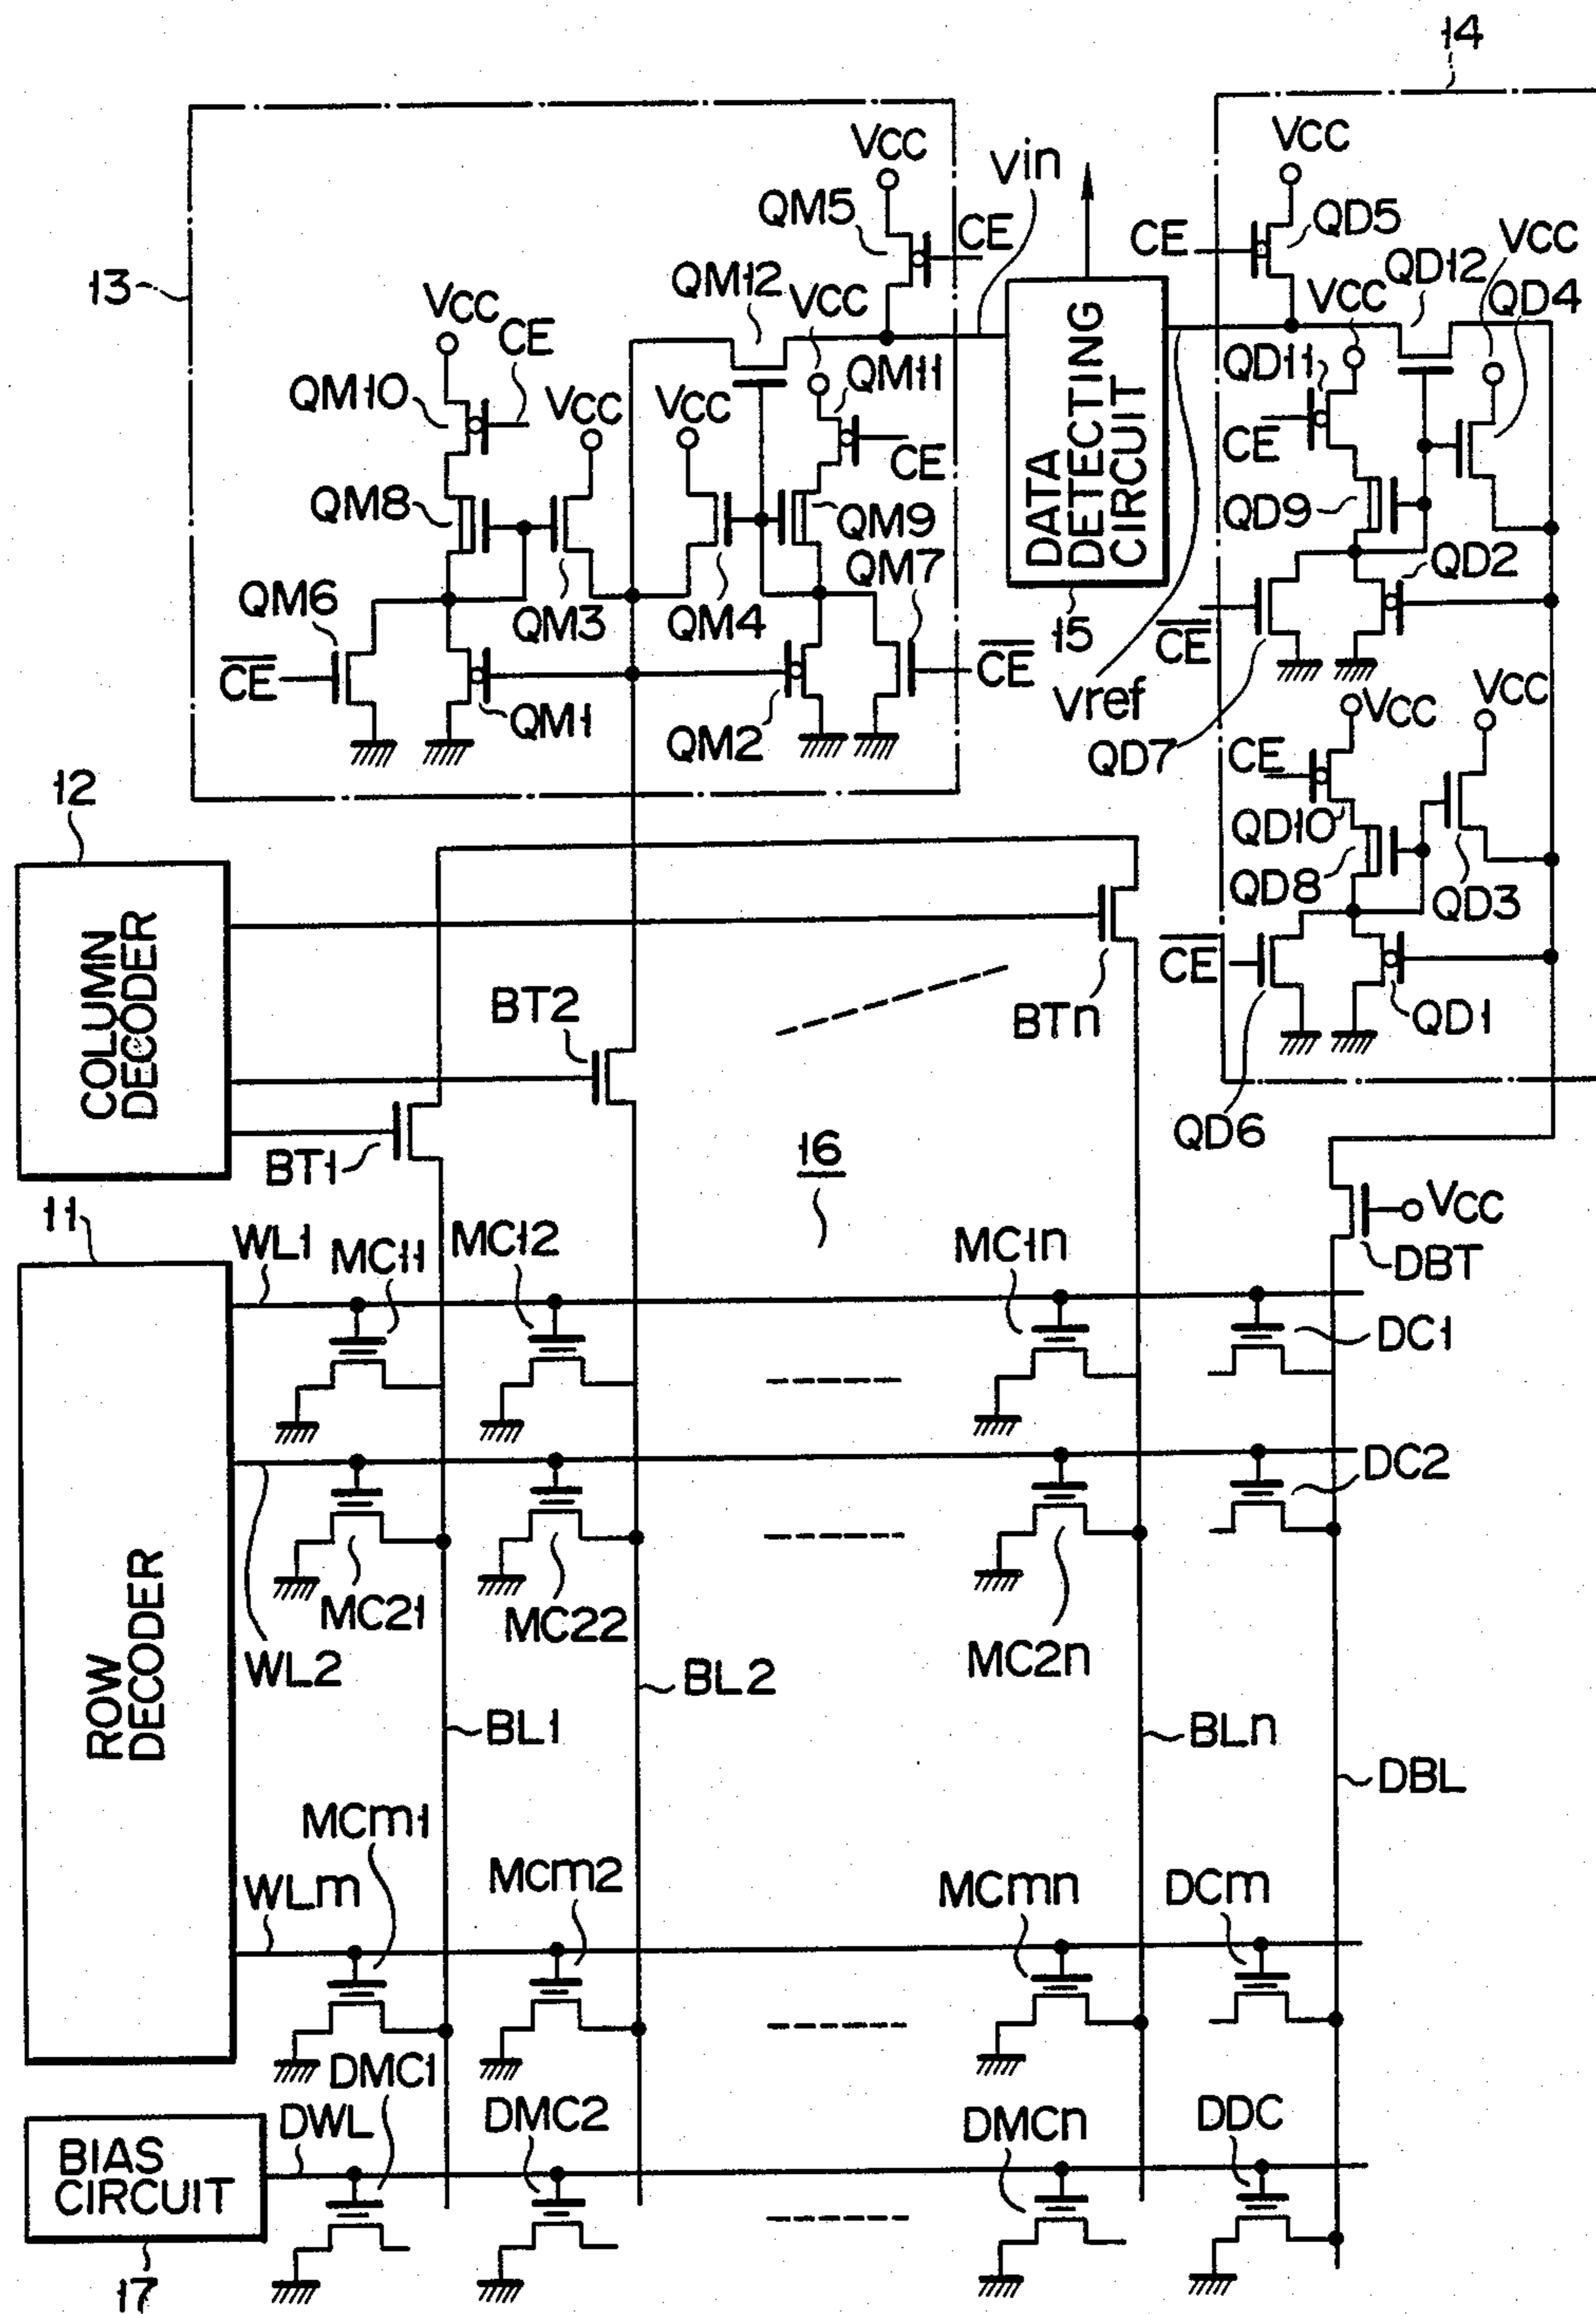 14
VCC
VCC
Vin
QM5
CE
CE
QD5
VCC
13
QM12
VCC
QD12
VCC
QD4
VCC
CE
QM10
VCC
VCC
QM11
QD11
CE
CE
DATA
DETECTING
CIRCUIT
QM8
QM9
QD9
QM7
QD2
QM6
QM3
QM4
15
C̅E̅
C̅E̅
C̅E̅
QM1
QM2
Vref
VCC
VCC
QD7
CE
12
QD10
QD8
QD3
COLUMN
DECODER
C̅E̅
BT2
BTn
QD1
QD6
BT1
16
11
VCC
WL1
MC11
MC12
MC1n
DBT
DC1
DC2
MC21
MC22
MC2n
WL2
BL2
ROW
DECODER
BL1
BLn
DBL
MCm1
MCm2
MCmn
DCm
WLm
DMC1
DMC2
DMCn
DDC
DWL
BIAS
CIRCUIT
17